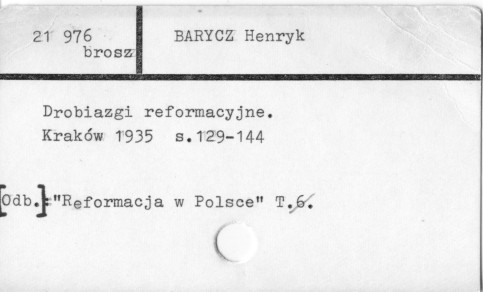 21 976 BARYCZ Henryk
brosz
Drobiazgi reformacyjne.
Kraków 1935 s.129-144
[Odb.]:"Reformacja w Polsce" T.6.